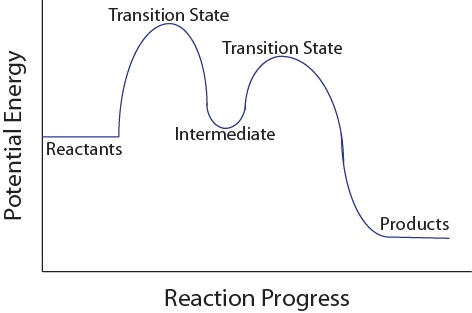 Transition State
Transition State
Potential Energy
Intermediate
Reactants
Products
Reaction Progress